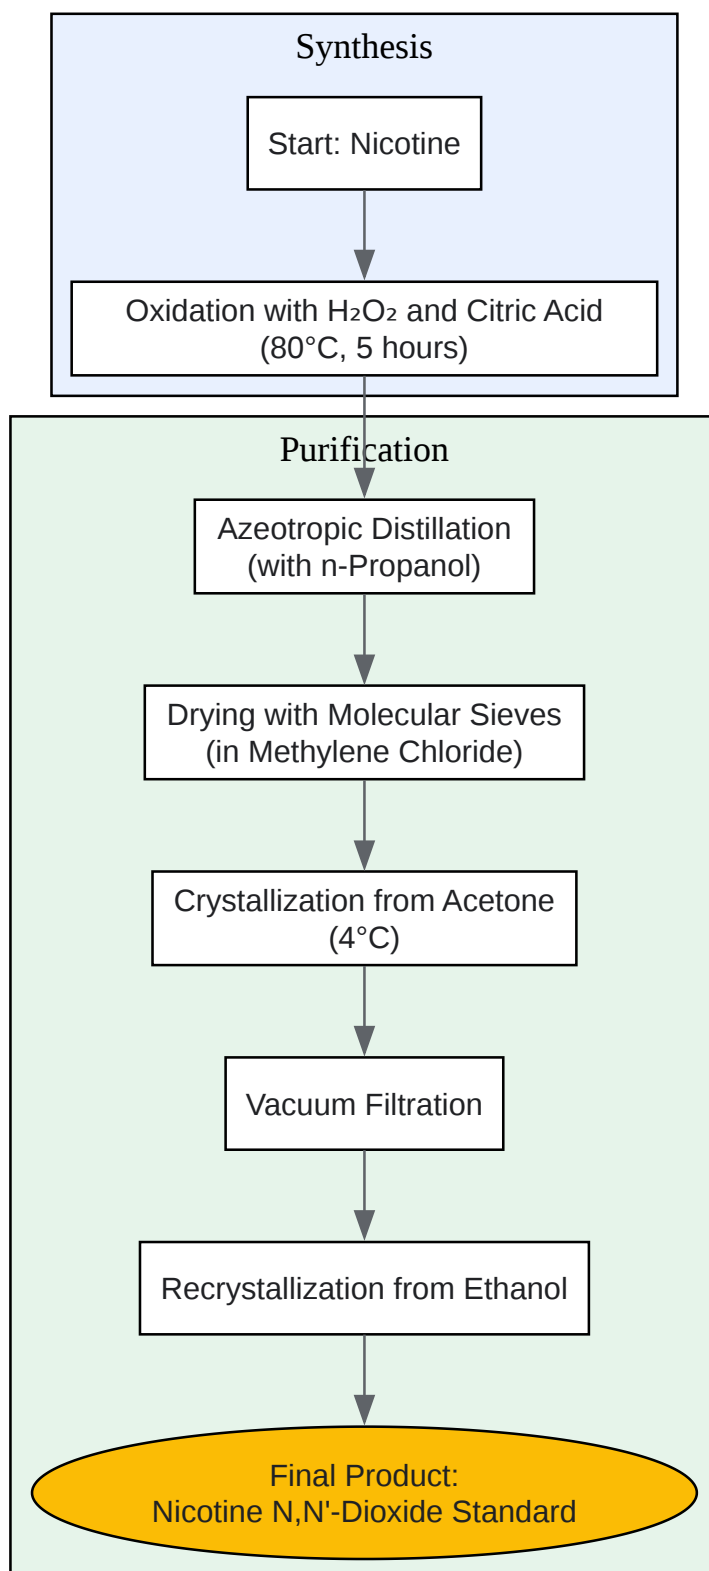 Synthesis
Start: Nicotine
Oxidation with H₂O₂ and Citric Acid
(80°C, 5 hours)
Purification
Azeotropic Distillation
(with n-Propanol)
Drying with Molecular Sieves
(in Methylene Chloride)
Crystallization from Acetone
(4°C)
Vacuum Filtration
Recrystallization from Ethanol
Final Product:
Nicotine N,N'-Dioxide Standard